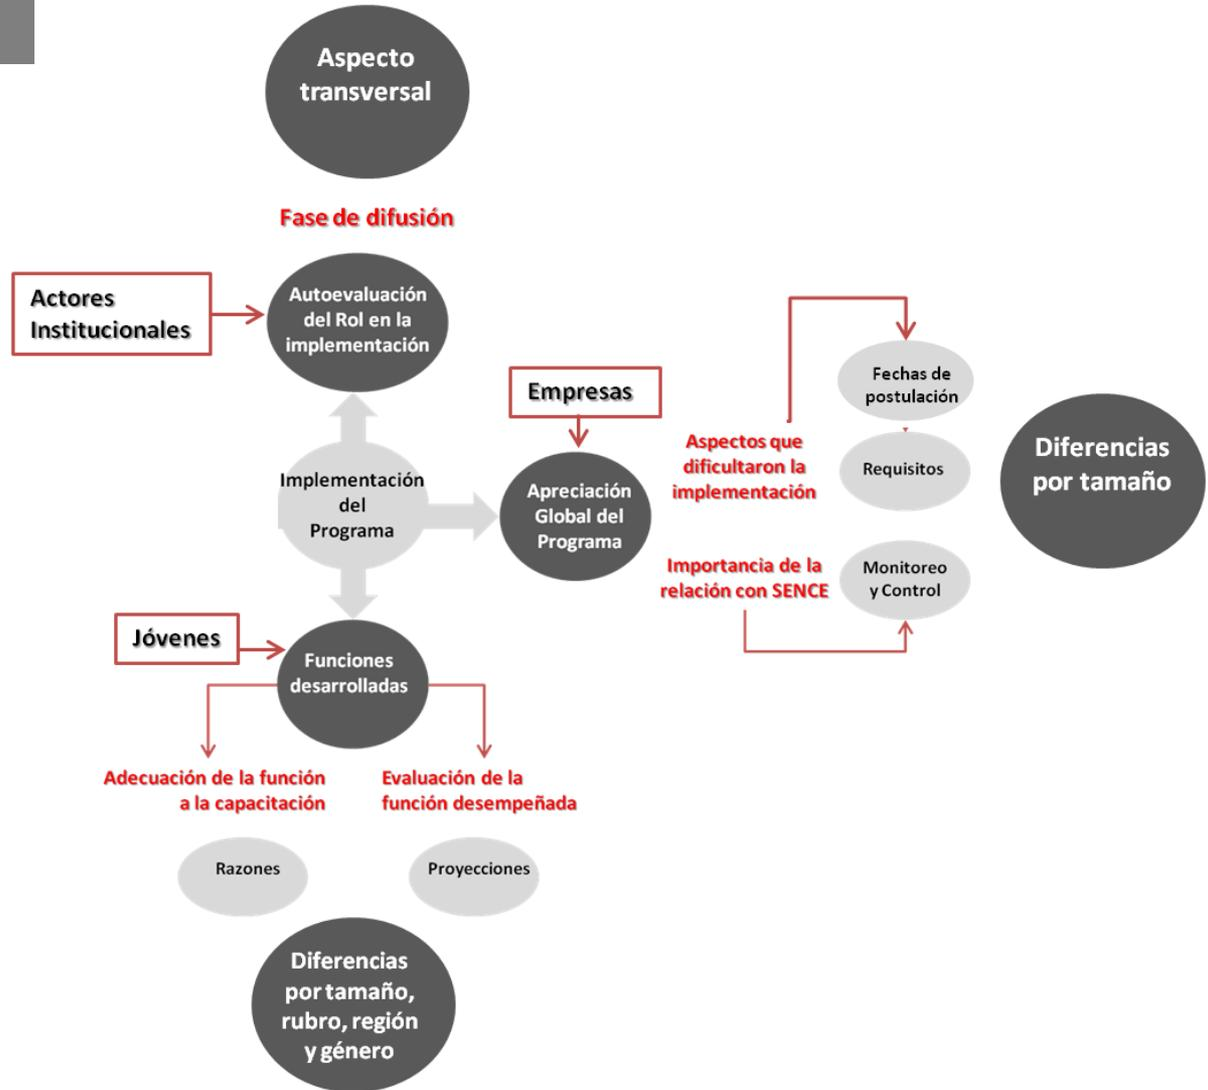 Aspecto
transversal
Fase de difusión
Actores
Institucionales
Autoevaluación
del Rol en la
implementación
Empresas
Implementación
del
Programa
Apreciación
Global del
Programa
Aspectos que
dificultaron la
implementación
Fechas de
postulación
Requisitos
Importancia de la
relación con SENCE
Monitoreo
y Control
Diferencias
por tamaño
Jóvenes
Funciones
desarrolladas
Adecuación de la función
a la capacitación
Evaluación de la
función desempeñada
Razones
Proyecciones
Diferencias
por tamaño,
rubro, región
y género